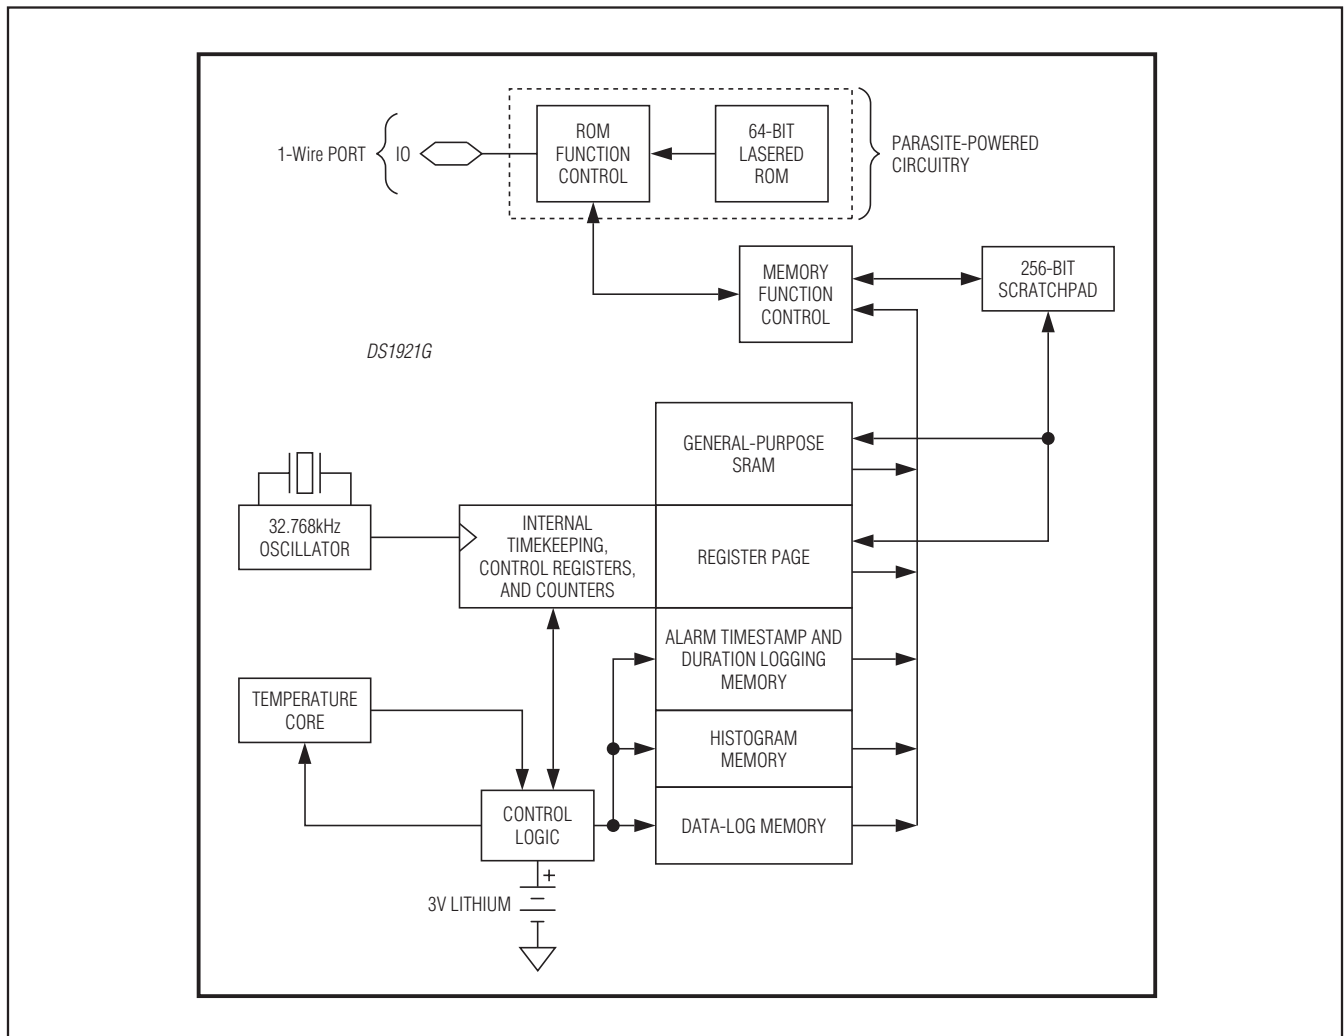 1-Wire PORT
IO
ROM
FUNCTION
CONTROL
64-BIT
LASERED
ROM
PARASITE-POWERED
CIRCUITRY
MEMORY
FUNCTION
CONTROL
256-BIT
SCRATCHPAD
DS1921G
GENERAL-PURPOSE
SRAM
32.768kHz
OSCILLATOR
INTERNAL
TIMEKEEPING,
CONTROL REGISTERS,
AND COUNTERS
REGISTER PAGE
ALARM TIMESTAMP AND
DURATION LOGGING
MEMORY
TEMPERATURE
CORE
HISTOGRAM
MEMORY
CONTROL
LOGIC
DATA-LOG MEMORY
+
3V LITHIUM